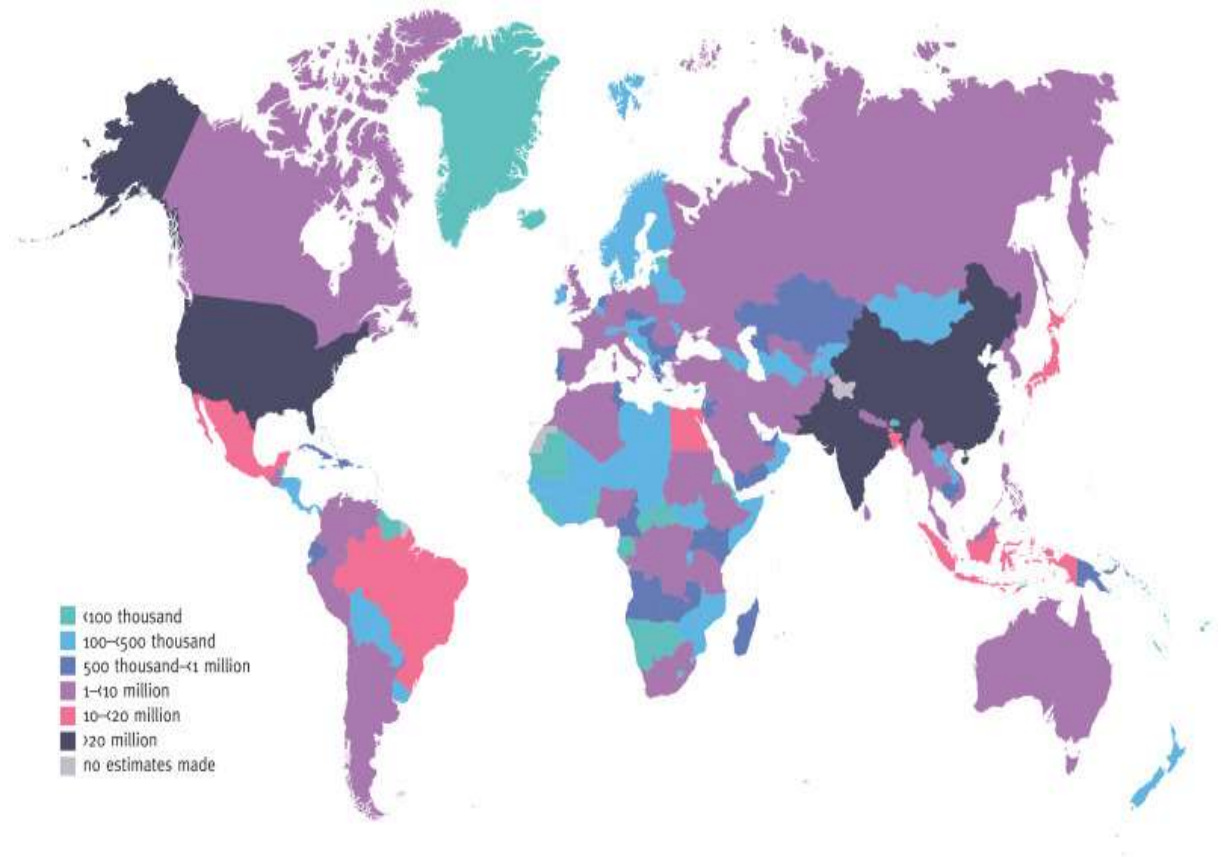 <100 thousand
100–<500 thousand
500 thousand–<1 million
1–<10 million
10–<20 million
>20 million
no estimates made